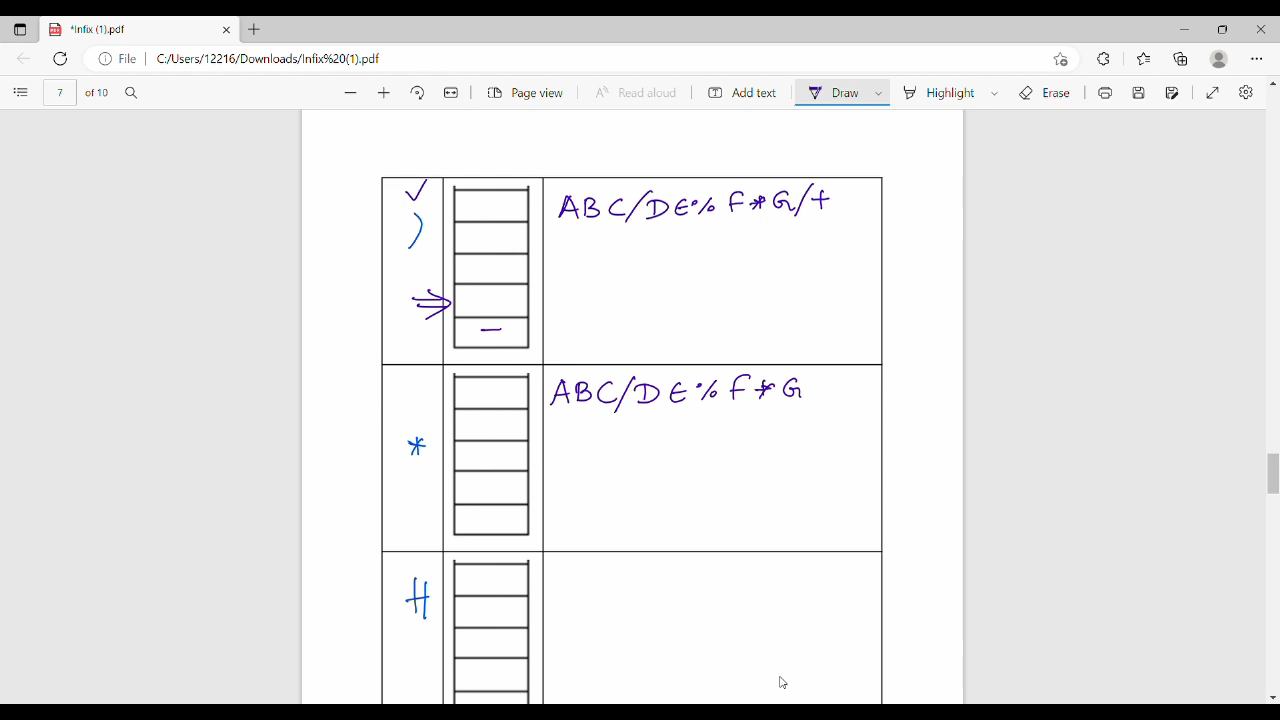 *Infix (1).pdf
File
C:/Users/12216/Downloads/Infix%20(1).pdf
7 of 10
Page view
Read aloud
Add text
Draw
Highlight
Erase
ABC/DE%F*G/+
)
-
ABC/DE%F*G
*
H